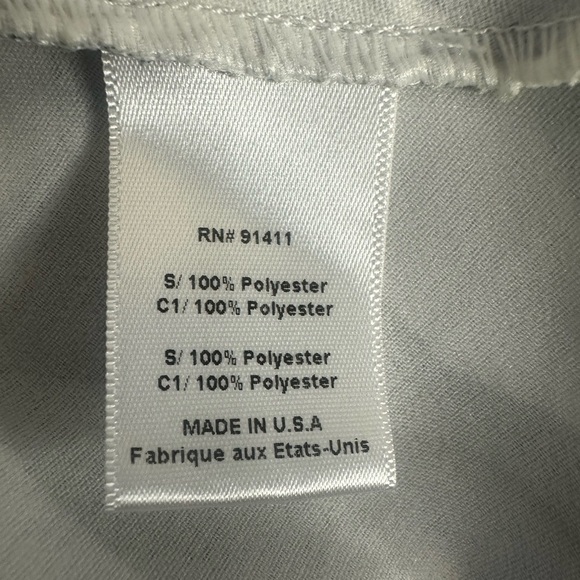 RN# 91411
S/ 100% Polyester
C1/ 100% Polyester
S/ 100% Polyester
C1/ 100% Polyester
MADE IN U.S.A
Fabrique aux Etats-Unis